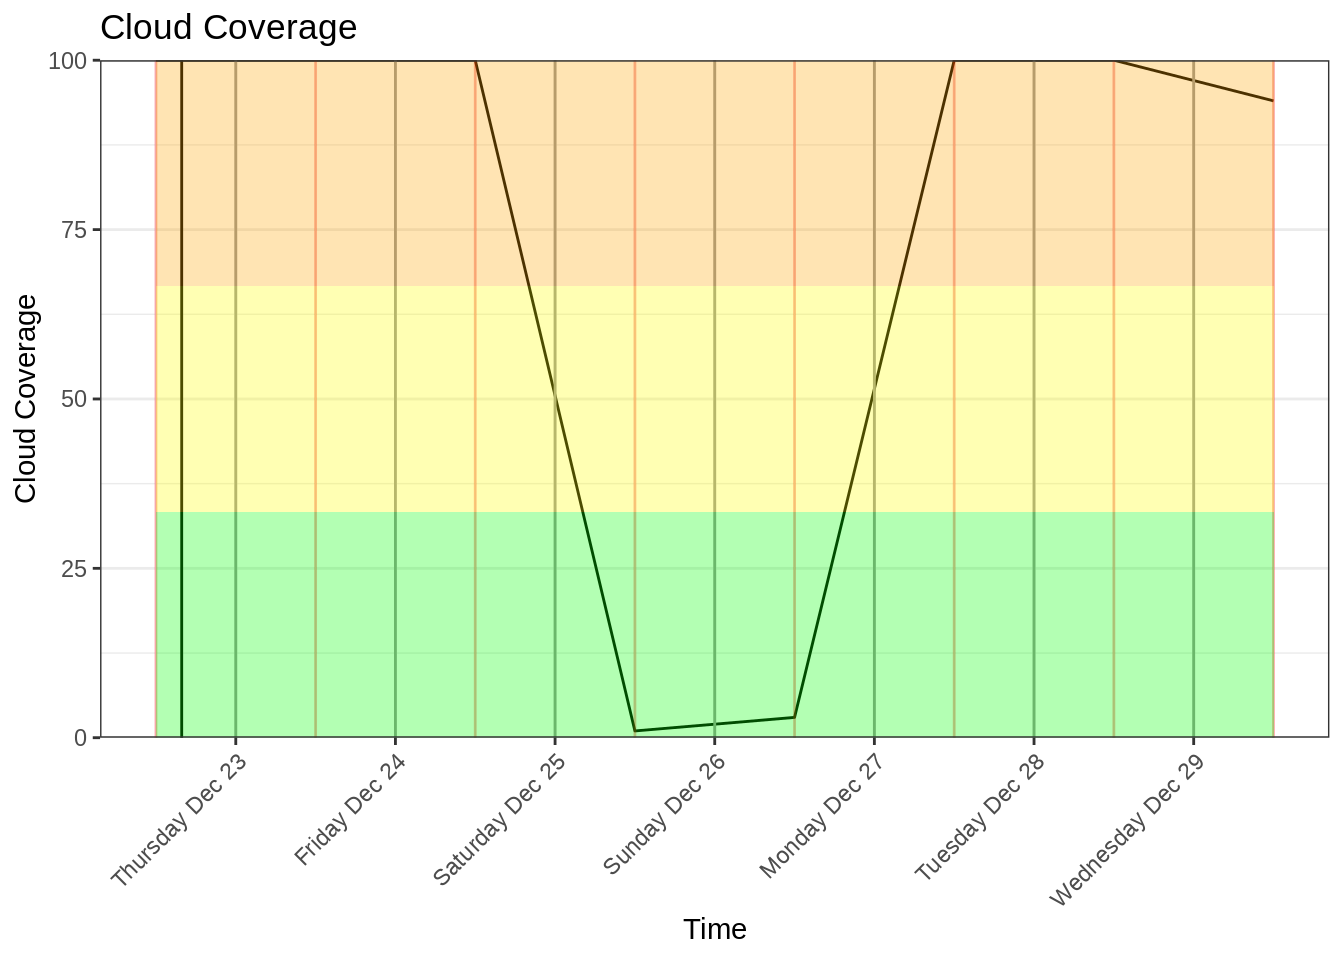 Cloud Coverage
Cloud Coverage
100
75
50
25
0
Thursday Dec 23
Friday Dec 24
Saturday Dec 25
Sunday Dec 26
Monday Dec 27
Tuesday Dec 28
Wednesday Dec 29
Time